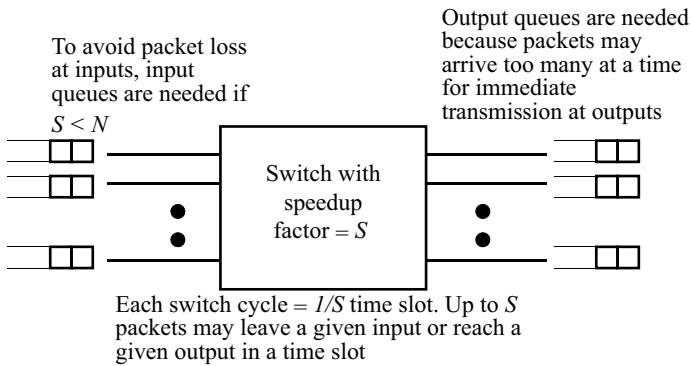 To avoid packet loss
at inputs, input
queues are needed if
S < N
Output queues are needed
because packets may
arrive too many at a time
for immediate
transmission at outputs
Switch with
speedup
factor = S
Each switch cycle = 1/S time slot. Up to S
packets may leave a given input or reach a
given output in a time slot